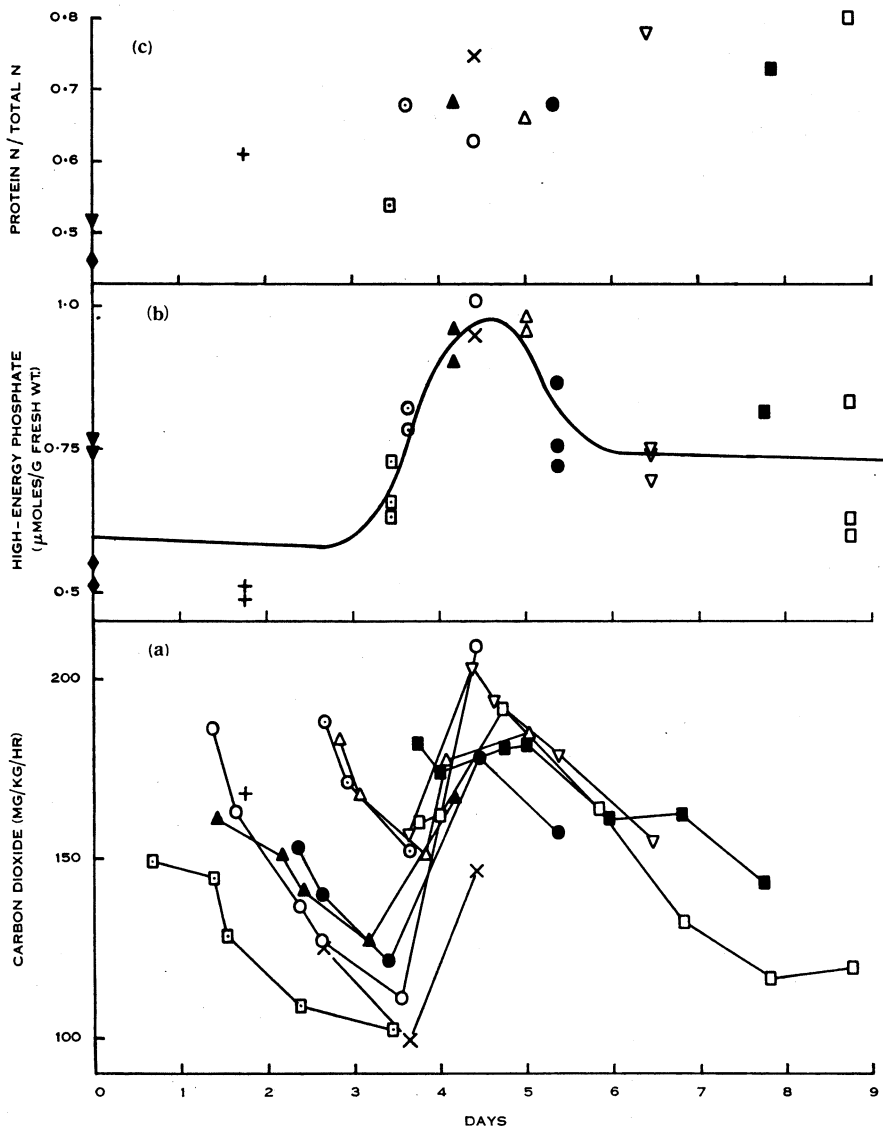 0·8
(c)
0·7
0·6
0·5
PROTEIN N / TOTAL N
1·0
(b)
0·75
0·5
HIGH-ENERGY PHOSPHATE
(μMOLES/G FRESH WT.)
(a)
200
150
100
CARBON DIOXIDE (MG/KG/HR)
0 1 2 3 4 5 6 7 8 9
DAYS